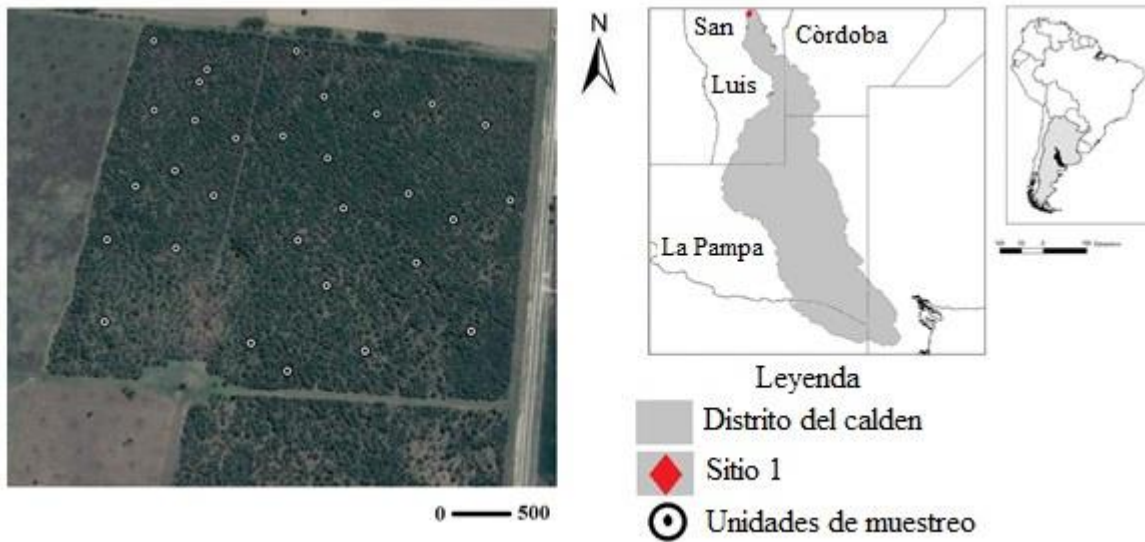 N
San
Còrdoba
Luis
La Pampa
0 500
Leyenda
Distrito del calden
Sitio 1
Unidades de muestreo